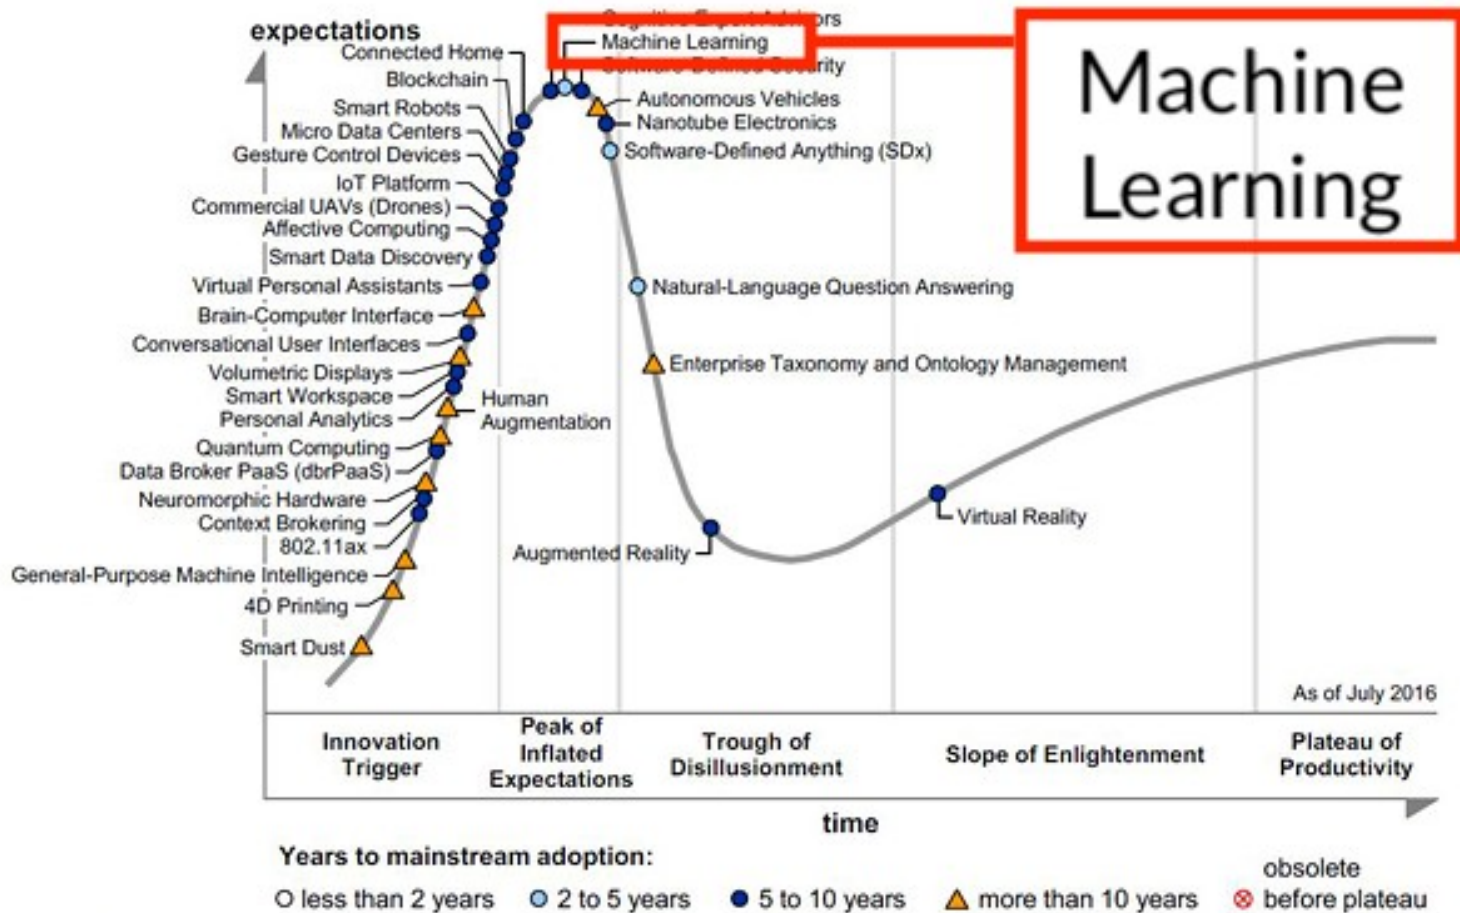 expectations
Cognitive Expert Advisors
Machine Learning
Software-Defined Security
Machine
Learning
Connected Home
Blockchain
Smart Robots
Micro Data Centers
Gesture Control Devices
IoT Platform
Commercial UAVs (Drones)
Affective Computing
Smart Data Discovery
Virtual Personal Assistants
Brain-Computer Interface
Conversational User Interfaces
Volumetric Displays
Smart Workspace
Personal Analytics
Quantum Computing
Data Broker PaaS (dbrPaaS)
Neuromorphic Hardware
Context Brokering
802.11ax
General-Purpose Machine Intelligence
4D Printing
Smart Dust
Human
Augmentation
Autonomous Vehicles
Nanotube Electronics
Software-Defined Anything (SDx)
Natural-Language Question Answering
Enterprise Taxonomy and Ontology Management
Augmented Reality
Virtual Reality
As of July 2016
Innovation
Trigger
Peak of
Inflated
Expectations
Trough of
Disillusionment
Slope of Enlightenment
Plateau of
Productivity
time
Years to mainstream adoption:
less than 2 years
2 to 5 years
5 to 10 years
more than 10 years
obsolete
before plateau